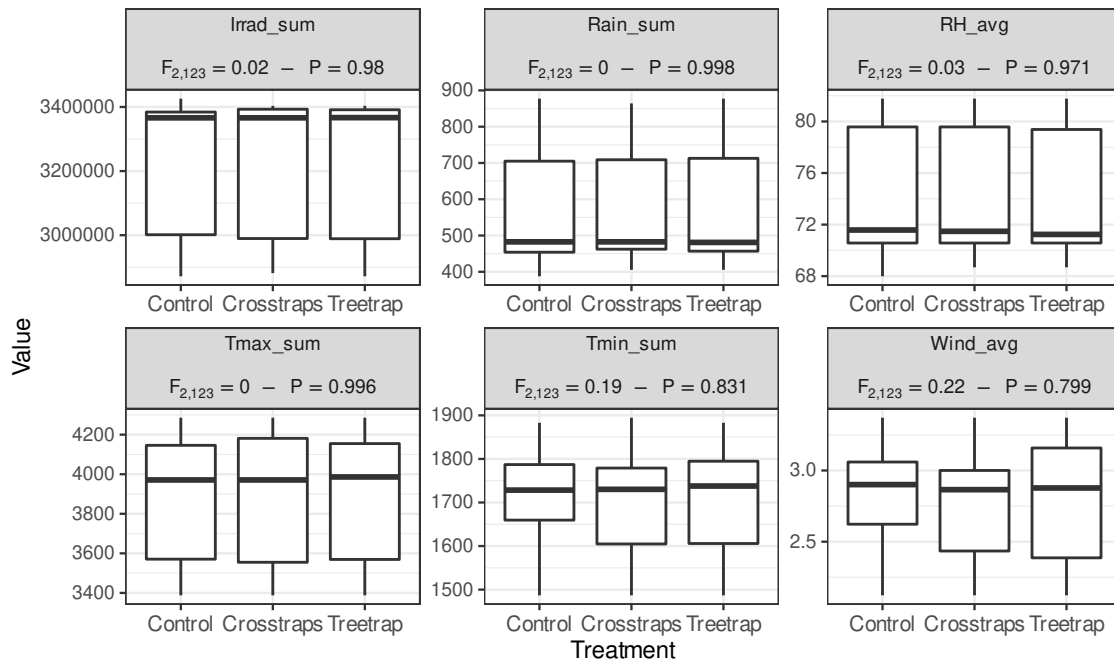 Irrad_sum
F2,123 = 0.02 – P = 0.98
Rain_sum
F2,123 = 0 – P = 0.998
RH_avg
F2,123 = 0.03 – P = 0.971
3400000
3200000
3000000
900
800
700
600
500
400
80
76
72
68
Control Crosstraps Treetrap
Control Crosstraps Treetrap
Control Crosstraps Treetrap
Value
Tmax_sum
F2,123 = 0 – P = 0.996
Tmin_sum
F2,123 = 0.19 – P = 0.831
Wind_avg
F2,123 = 0.22 – P = 0.799
4200
4000
3800
3600
3400
1900
1800
1700
1600
1500
3.0
2.5
Control Crosstraps Treetrap
Control Crosstraps Treetrap
Control Crosstraps Treetrap
Treatment